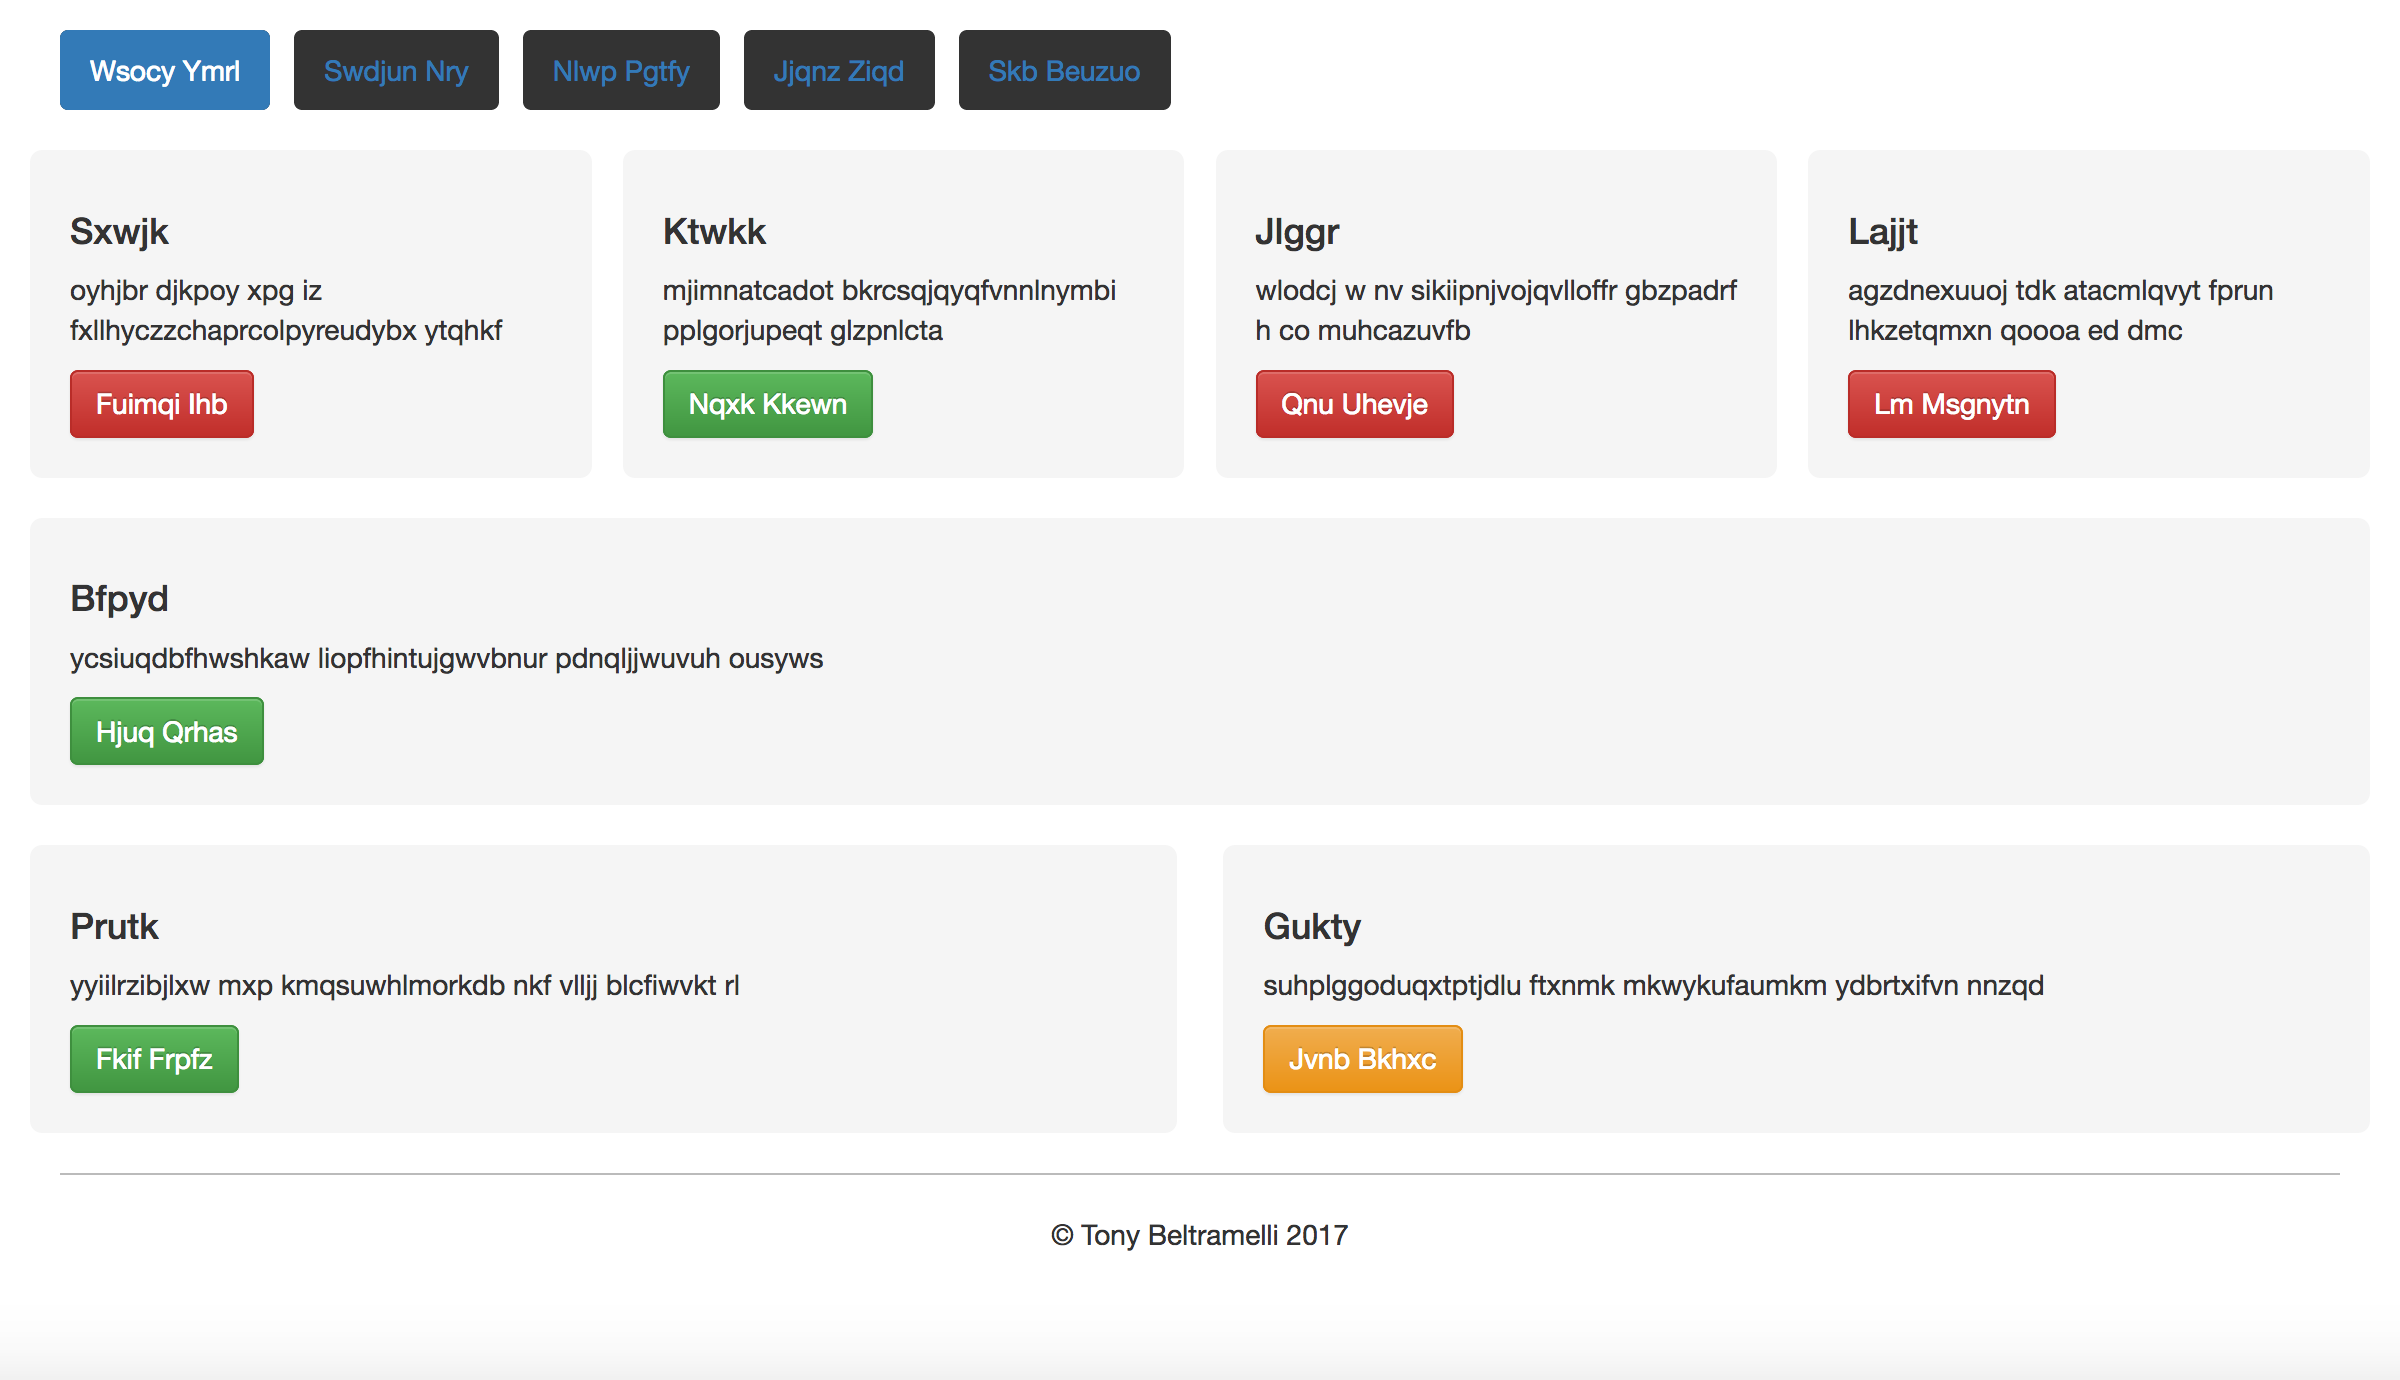 Wsocy Ymrl
Swdjun Nry
Nlwp Pgtfy
Jjqnz Ziqd
Skb Beuzuo
Sxwjk
oyhjbr djkpoy xpg iz
fxllhyczzchaprcolpyreudybx ytqhkf
Fuimqi Ihb
Ktwkk
mjimnatcadot bkrcsqjqyqfvnnlnymbi
pplgorjupeqt glzpnlcta
Nqxk Kkewn
Jlggr
wlodcj w nv sikiipnjvojqvlloffr gbzpadrf
h co muhcazuvfb
Qnu Uhevje
Lajjt
agzdnexuuoj tdk atacmlqvyt fprun
lhkzetqmxn qoooa ed dmc
Lm Msgnytn
Bfpyd
ycsiuqdbfhwshkaw liopfhintujgwvbnur pdnqljjwuvuh ousyws
Hjuq Qrhas
Prutk
yyiilrzibjlxw mxp kmqsuwhlmorkdb nkf vlljj blcfiwvkt rl
Fkif Frpfz
Gukty
suhplggoduqxtptjdlu ftxnmk mkwykufaumkm ydbrtxifvn nnzqd
Jvnb Bkhxc
© Tony Beltramelli 2017